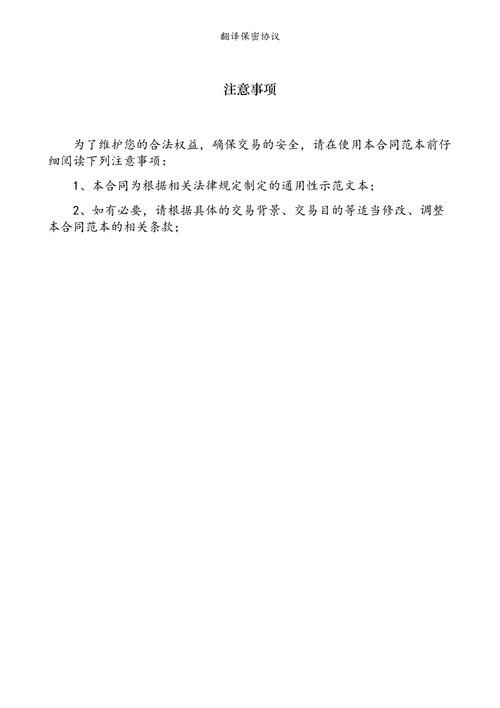 翻译保密协议
注意事项
为了维护您的合法权益，确保交易的安全，请在使用本合同范本前仔
细阅读下列注意事项：
1、本合同为根据相关法律规定制定的通用性示范文本；
2、如有必要，请根据具体的交易背景、交易目的等适当修改、调整
本合同范本的相关条款；